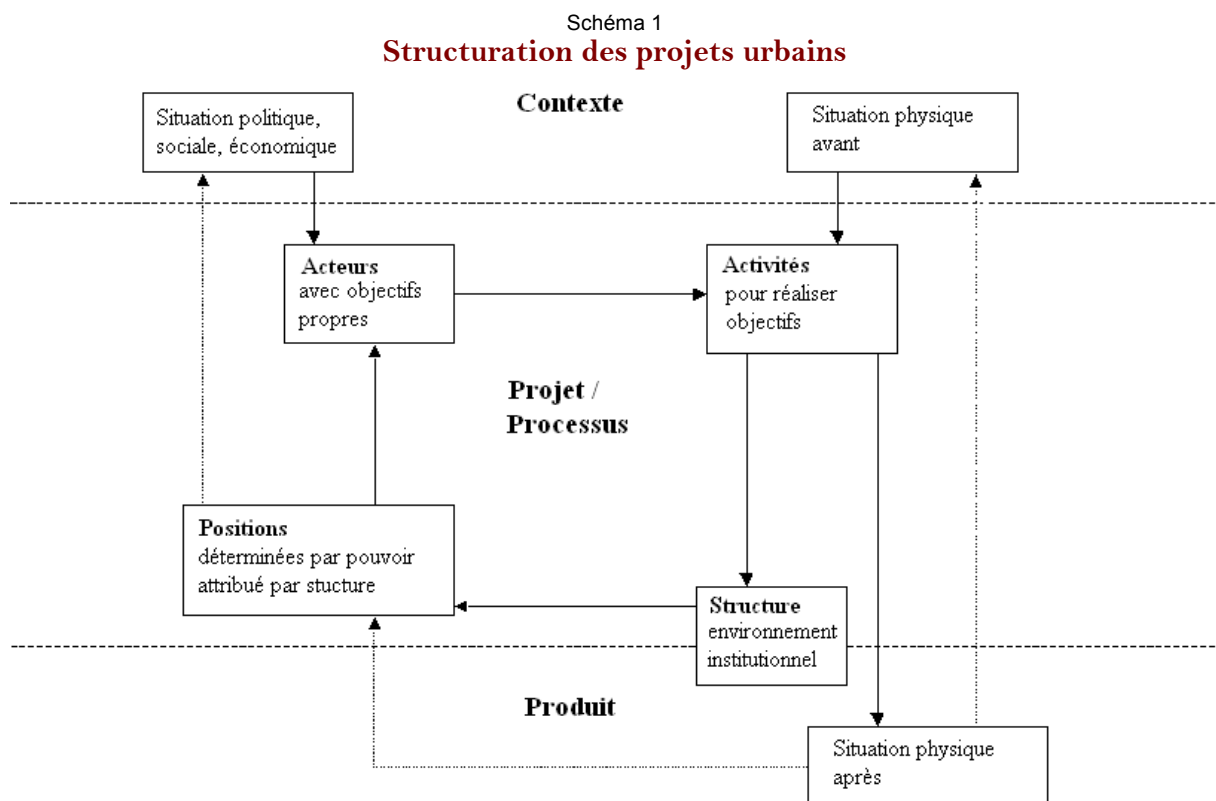 Schéma 1
Structuration des projets urbains
Contexte
Situation politique,
sociale, économique
Situation physique
avant
Acteurs
avec objectifs
propres
Activités
pour réaliser
objectifs
Projet /
Processus
Positions
déterminées par pouvoir
attribué par stucture
Structure
environnement
institutionnel
Produit
Situation physique
après